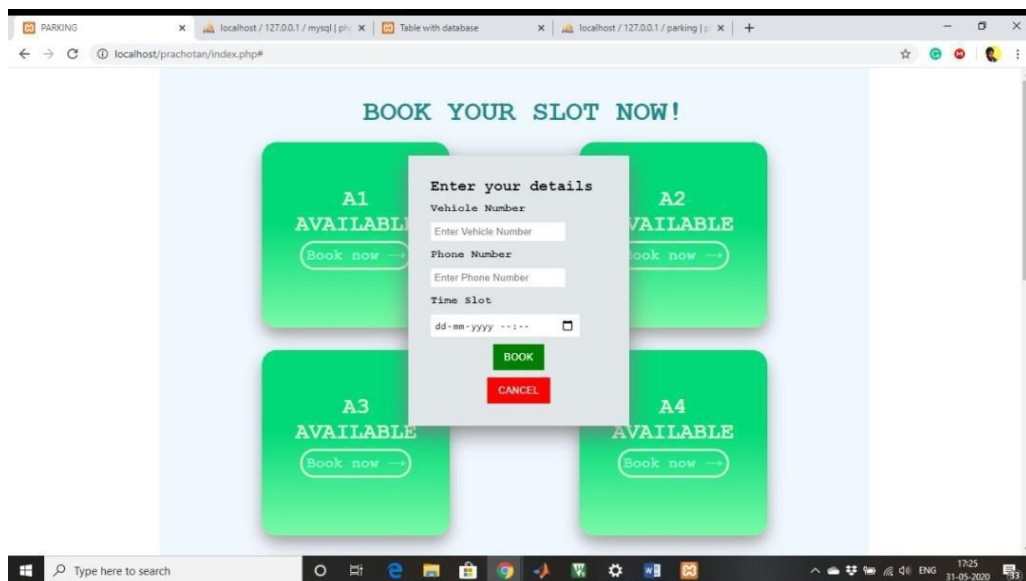 PARKING
localhost / 127.0.0.1 / mysql | ph
Table with database
localhost / 127.0.0.1 / parking | p
localhost/prachotan/index.php#
BOOK YOUR SLOT NOW!
A1
AVAILABL
Book now →
A2
VAILABLE
ook now →
Enter your details
Vehicle Number
Enter Vehicle Number
Phone Number
Enter Phone Number
Time Slot
dd-mm-yyyy --:--
BOOK
CANCEL
A3
AVAILABLE
Book now →
A4
AVAILABLE
Book now →
Type here to search
ENG
17:25
31-05-2020